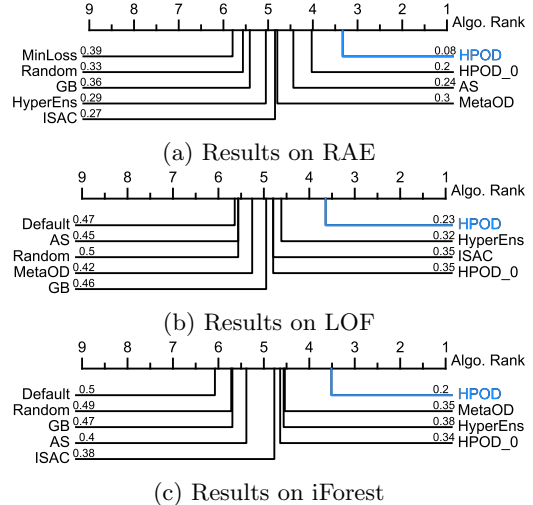 9 8 7 6 5 4 3 2 1
Algo. Rank
MinLoss 0.39 0.08 HPOD
Random 0.33 0.2 HPOD_0
GB 0.36 0.24 AS
HyperEns 0.29 0.3 MetaOD
ISAC 0.27
(a) Results on RAE
9 8 7 6 5 4 3 2 1
Algo. Rank
Default 0.47 0.23 HPOD
AS 0.45 0.32 HyperEns
Random 0.5 0.35 ISAC
MetaOD 0.42 0.35 HPOD_0
GB 0.46
(b) Results on LOF
9 8 7 6 5 4 3 2 1
Algo. Rank
Default 0.5 0.2 HPOD
Random 0.49 0.35 MetaOD
GB 0.47 0.38 HyperEns
AS 0.4 0.34 HPOD_0
ISAC 0.38
(c) Results on iForest